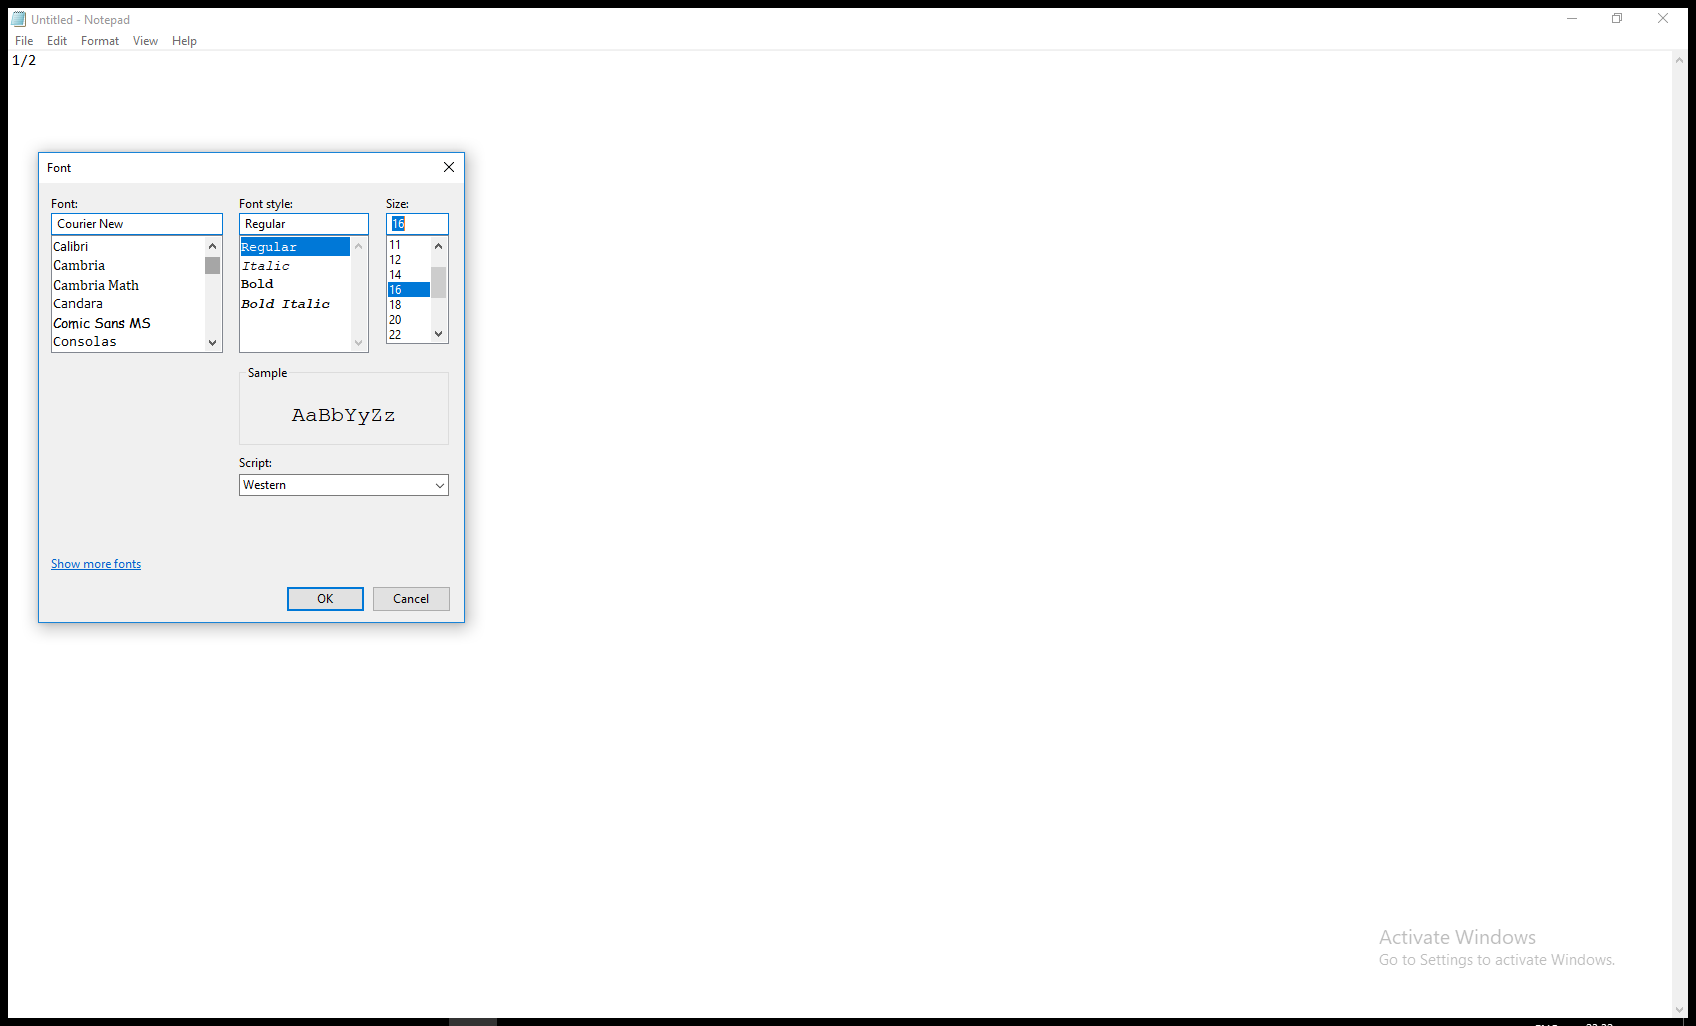 Untitled - Notepad
File Edit Format View Help
1/2
Font
Font: Font style: Size:
Courier New Regular 16
Calibri
Cambria
Cambria Math
Candara
Comic Sans MS
Consolas
Regular
Italic
Bold
Bold Italic
11
12
14
16
18
20
22
Sample
AaBbYyZz
Script:
Western
Show more fonts
OK Cancel
Activate Windows
Go to Settings to activate Windows.